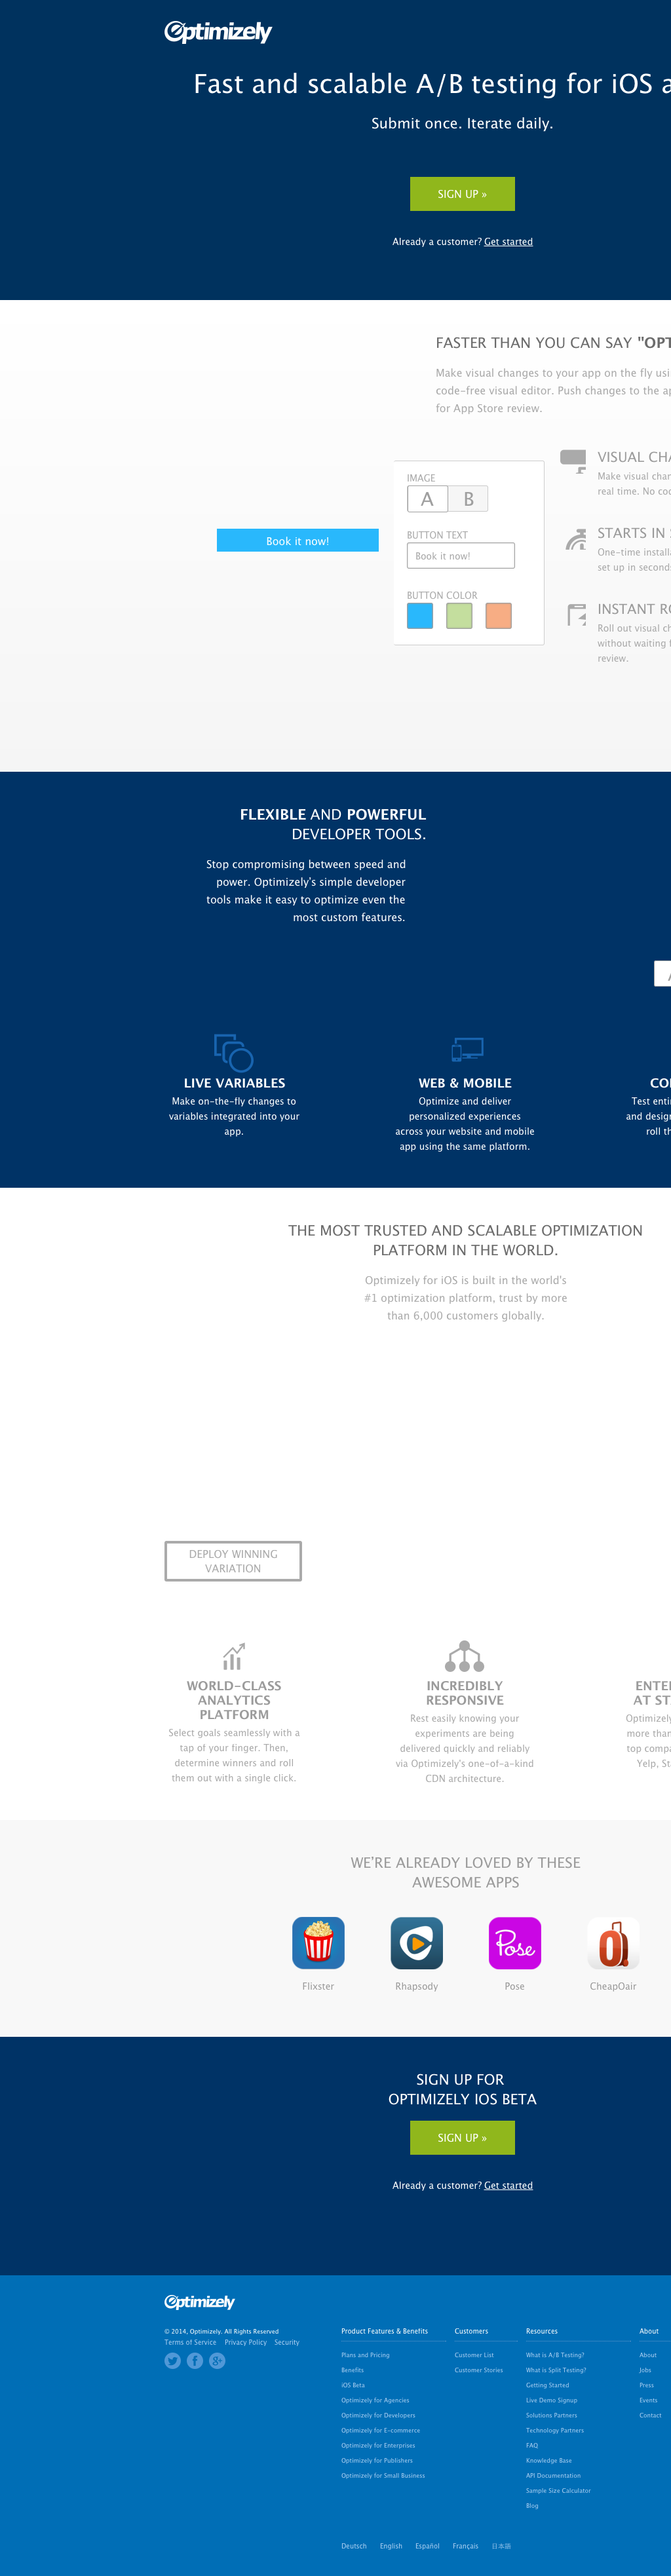 Optimizely
Fast and scalable A/B testing for iOS a
Submit once. Iterate daily.
SIGN UP »
Already a customer? Get started
FASTER THAN YOU CAN SAY "OPT
Make visual changes to your app on the fly usi
code-free visual editor. Push changes to the ap
for App Store review.
IMAGE
A B
BUTTON TEXT
Book it now!
BUTTON COLOR
Book it now!
VISUAL CHA
Make visual chan
real time. No cod
STARTS IN S
One-time installa
set up in second
INSTANT RO
Roll out visual ch
without waiting f
review.
FLEXIBLE AND POWERFUL
DEVELOPER TOOLS.
Stop compromising between speed and
power. Optimizely's simple developer
tools make it easy to optimize even the
most custom features.
LIVE VARIABLES
Make on-the-fly changes to
variables integrated into your
app.
WEB & MOBILE
Optimize and deliver
personalized experiences
across your website and mobile
app using the same platform.
CO
Test enti
and desig
roll th
THE MOST TRUSTED AND SCALABLE OPTIMIZATION
PLATFORM IN THE WORLD.
Optimizely for iOS is built in the world's
#1 optimization platform, trust by more
than 6,000 customers globally.
DEPLOY WINNING
VARIATION
WORLD-CLASS
ANALYTICS
PLATFORM
Select goals seamlessly with a
tap of your finger. Then,
determine winners and roll
them out with a single click.
INCREDIBLY
RESPONSIVE
Rest easily knowing your
experiments are being
delivered quickly and reliably
via Optimizely's one-of-a-kind
CDN architecture.
ENTE
AT ST
Optimizely
more than
top compa
Yelp, St
WE'RE ALREADY LOVED BY THESE
AWESOME APPS
Pose
Flixster
Rhapsody
Pose
CheapOair
SIGN UP FOR
OPTIMIZELY IOS BETA
SIGN UP »
Already a customer? Get started
Optimizely
© 2014, Optimizely. All Rights Reserved
Terms of Service Privacy Policy Security
Product Features & Benefits
Plans and Pricing
Benefits
iOS Beta
Optimizely for Agencies
Optimizely for Developers
Optimizely for E-commerce
Optimizely for Enterprises
Optimizely for Publishers
Optimizely for Small Business
Customers
Customer List
Customer Stories
Resources
What is A/B Testing?
What is Split Testing?
Getting Started
Live Demo Signup
Solutions Partners
Technology Partners
FAQ
Knowledge Base
API Documentation
Sample Size Calculator
Blog
About
About
Jobs
Press
Events
Contact
Deutsch English Español Français 日本語